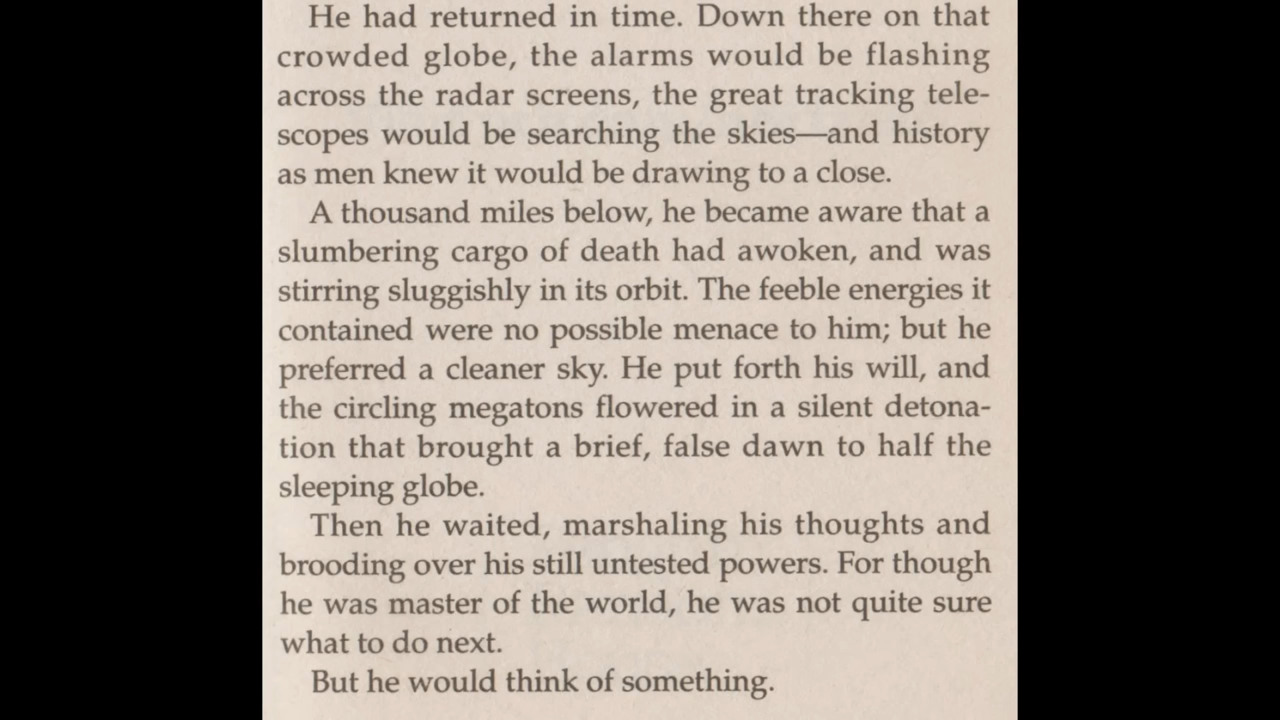 He had returned in time. Down there on that
crowded globe, the alarms would be flashing
across the radar screens, the great tracking tele-
scopes would be searching the skies—and history
as men knew it would be drawing to a close.
A thousand miles below, he became aware that a
slumbering cargo of death had awoken, and was
stirring sluggishly in its orbit. The feeble energies it
contained were no possible menace to him; but he
preferred a cleaner sky. He put forth his will, and
the circling megatons flowered in a silent detona-
tion that brought a brief, false dawn to half the
sleeping globe.
Then he waited, marshaling his thoughts and
brooding over his still untested powers. For though
he was master of the world, he was not quite sure
what to do next.
But he would think of something.